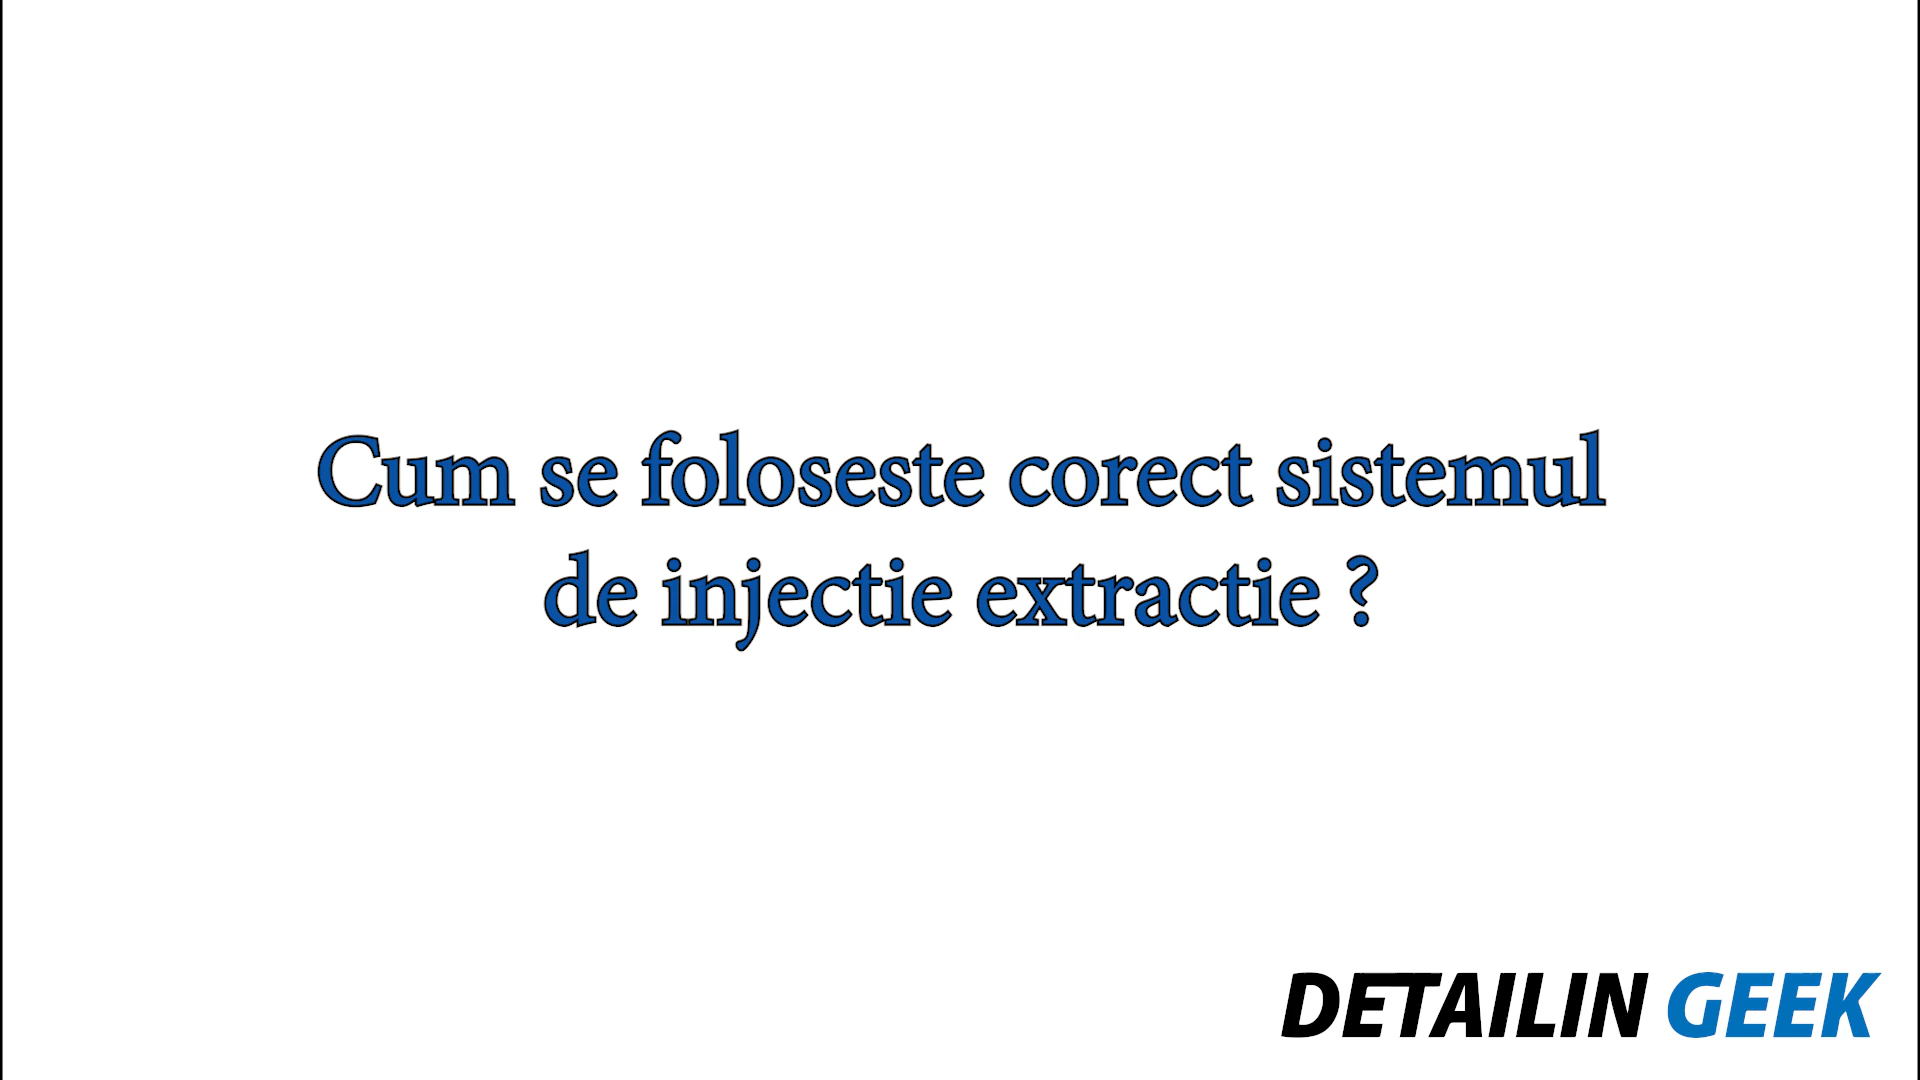 Cum se foloseste corect sistemul
de injectie extractie ?
DETAILIN GEEK